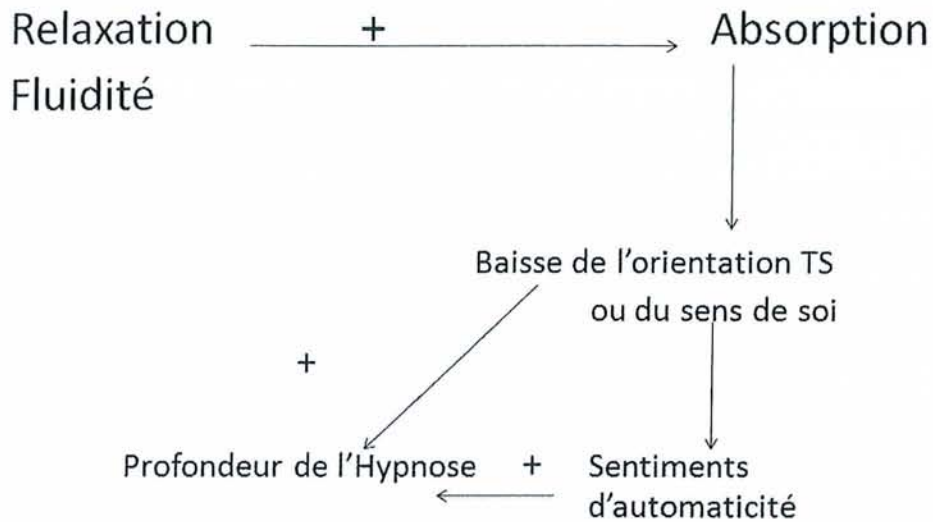 Relaxation + Absorption
Fluidité
Baisse de l'orientation TS
ou du sens de soi
+
Profondeur de l'Hypnose + Sentiments
d'automaticité